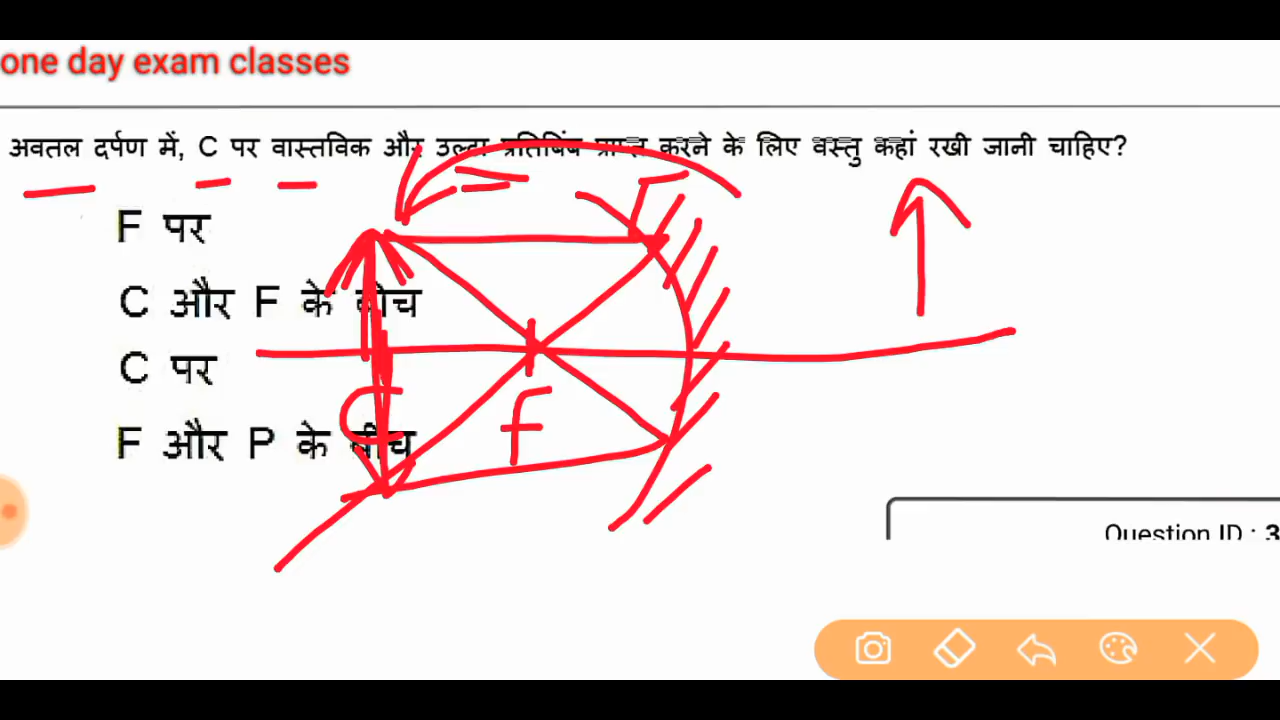 one day exam classes
अवतल दर्पण में, C पर वास्तविक और उल्टा प्रतिबिंब प्राप्त करने के लिए वस्तु कहां रखी जानी चाहिए?
F पर
C और F के बीच
C पर
F और P के बीच
C
f
Question ID : 3